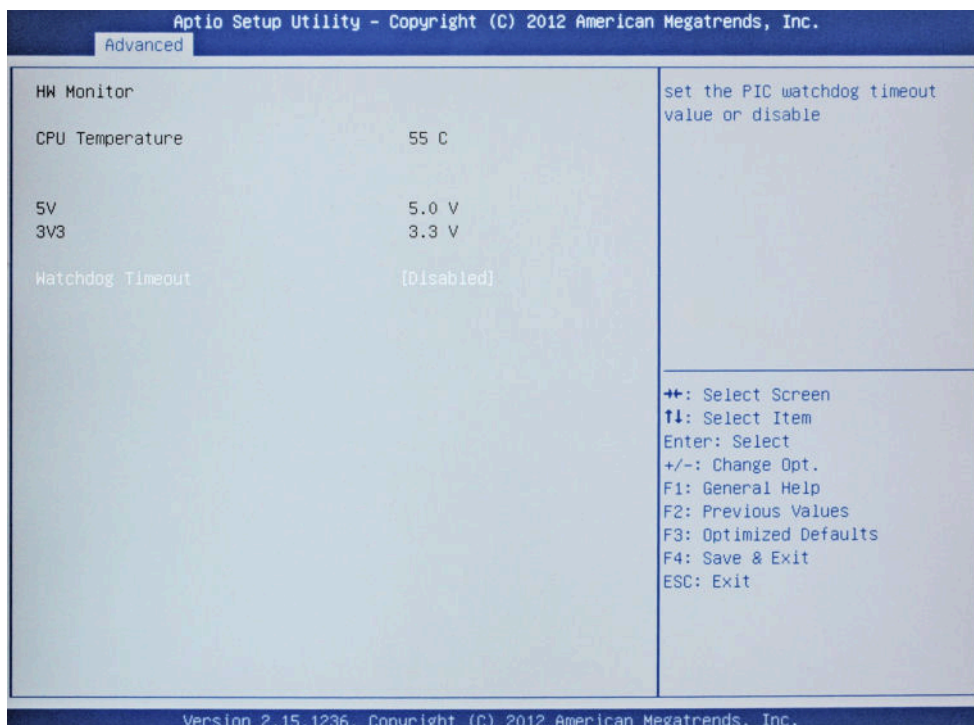 Aptio Setup Utility – Copyright (C) 2012 American Megatrends, Inc.
Advanced
HW Monitor
CPU Temperature 55 C
5V 5.0 V
3V3 3.3 V
Watchdog Timeout [Disabled]
set the PIC watchdog timeout
value or disable
→←: Select Screen
↑↓: Select Item
Enter: Select
+/-: Change Opt.
F1: General Help
F2: Previous Values
F3: Optimized Defaults
F4: Save & Exit
ESC: Exit
Version 2.15.1236. Copyright (C) 2012 American Megatrends, Inc.